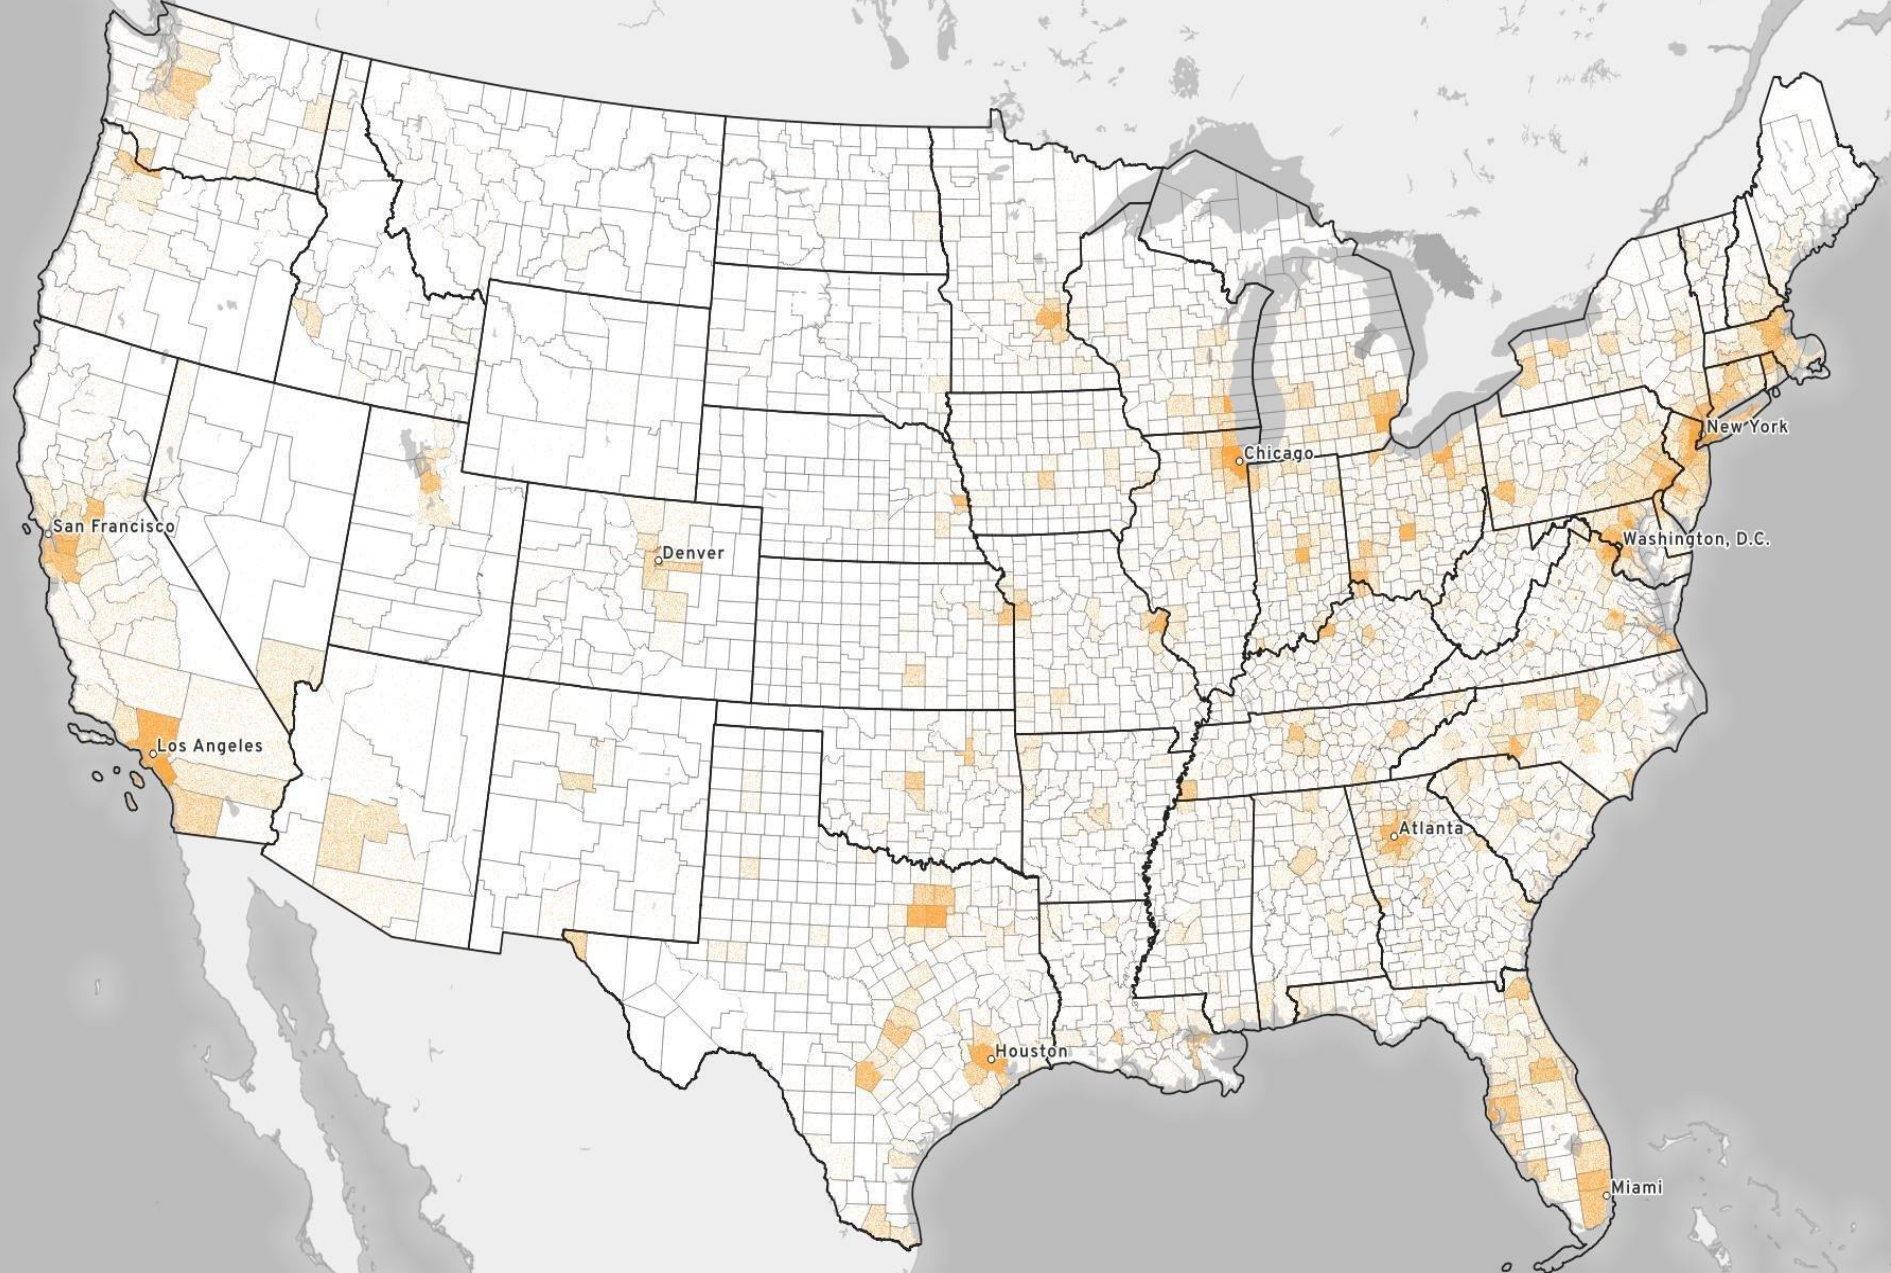 New York
Chicago
San Francisco
Washington, D.C.
Denver
Los Angeles
Atlanta
Houston
Miami